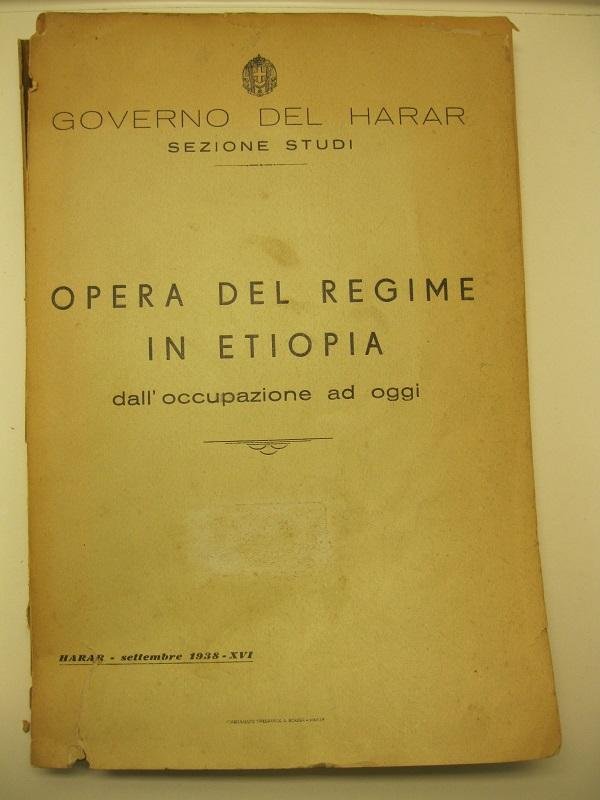 GOVERNO DEL HARAR
SEZIONE STUDI
OPERA DEL REGIME
IN ETIOPIA
dall'occupazione ad oggi
HARAR - settembre 1938 - XVI